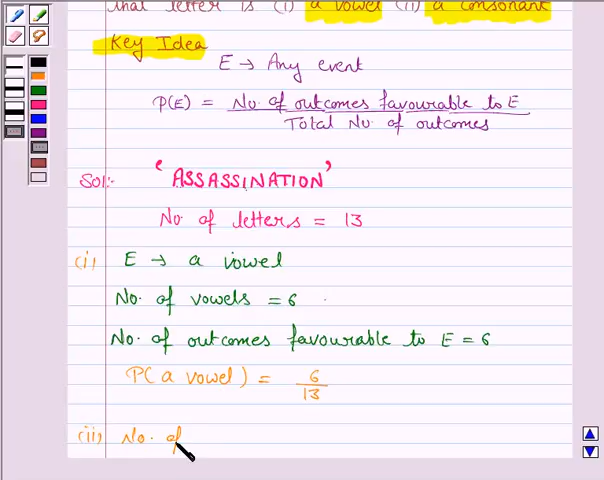 that letter is (i) a vowel (ii) a consonant
Key Idea
E → Any event
P(E) = No. of outcomes favourable to E
Total No. of outcomes
Sol:- 'ASSASSINATION'
No. of letters = 13
(i) E → a vowel
No. of vowels = 6
No. of outcomes favourable to E = 6
P( a vowel ) = 6
13
(ii) No. of